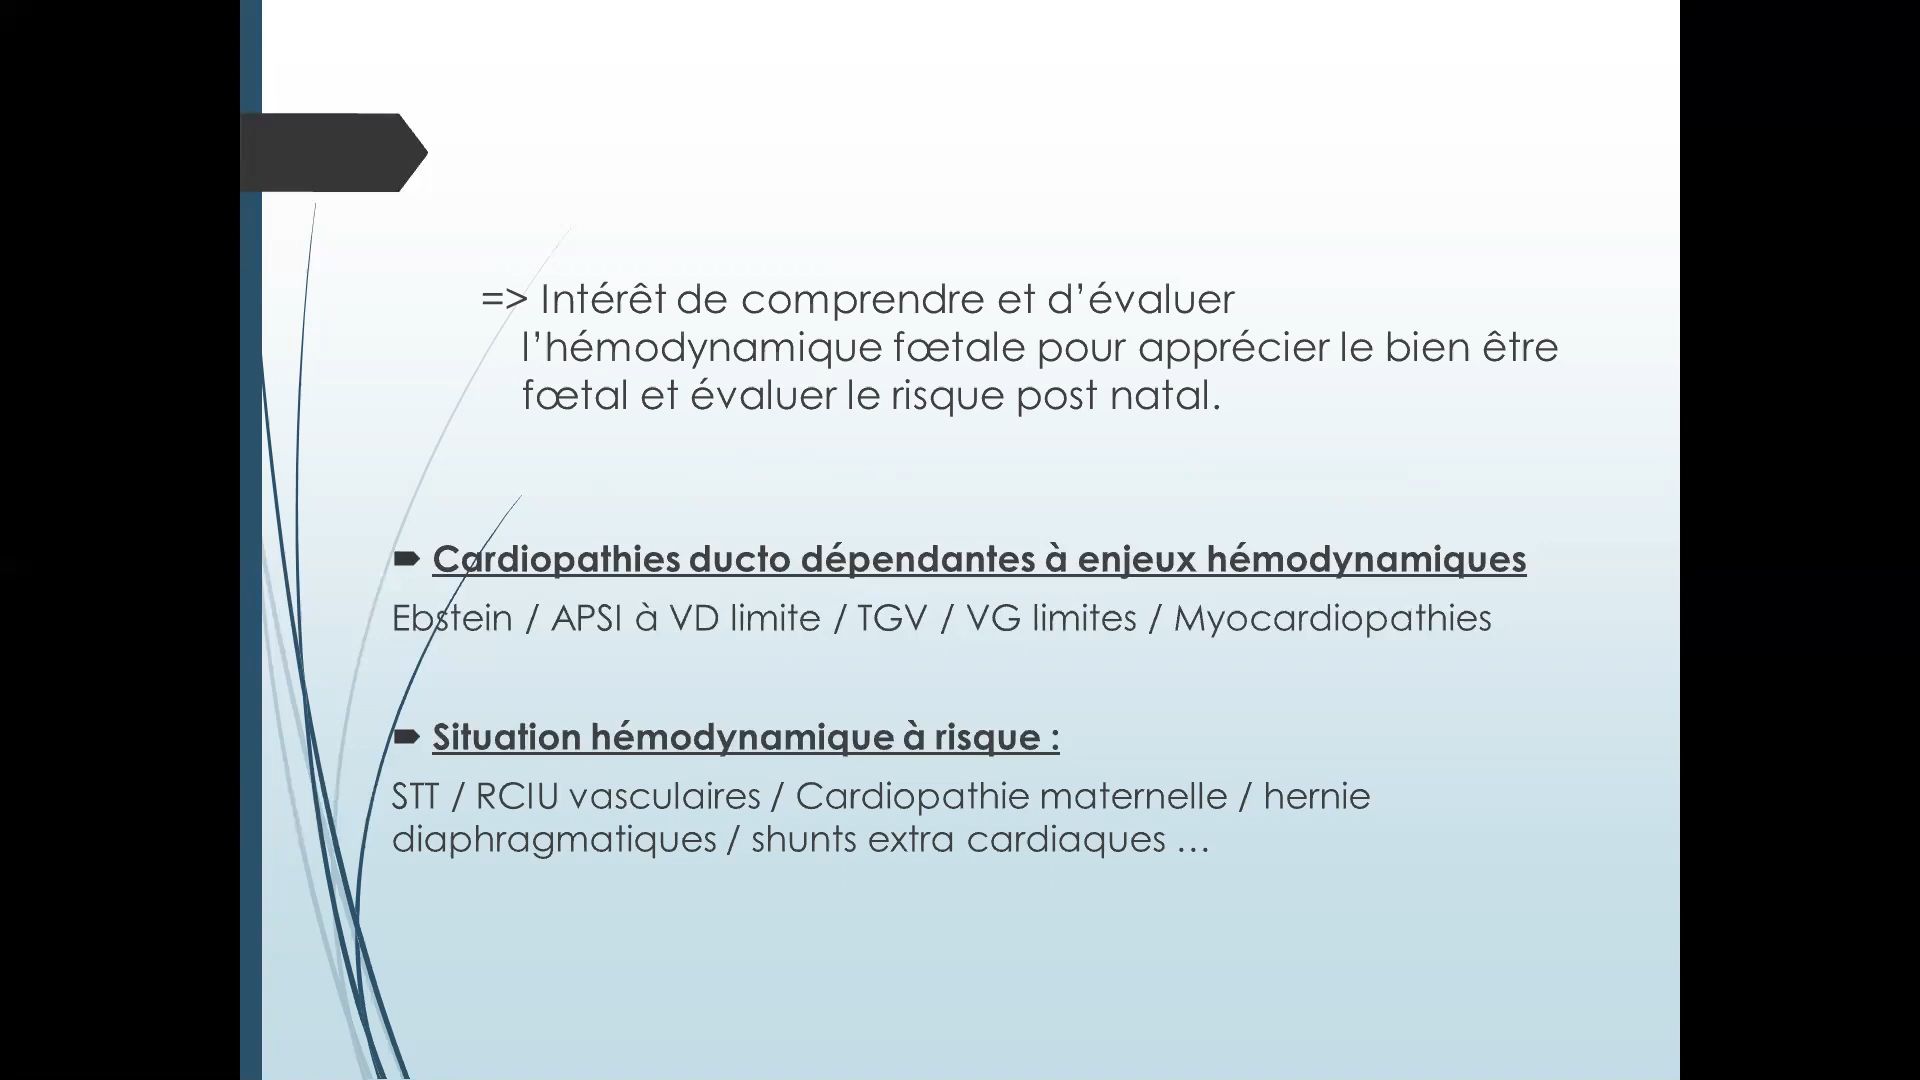 => Intérêt de comprendre et d’évaluer
l’hémodynamique fœtale pour apprécier le bien être
fœtal et évaluer le risque post natal.
Cardiopathies ducto dépendantes à enjeux hémodynamiques
Ebstein / APSI à VD limite / TGV / VG limites / Myocardiopathies
Situation hémodynamique à risque :
STT / RCIU vasculaires / Cardiopathie maternelle / hernie
diaphragmatiques / shunts extra cardiaques …